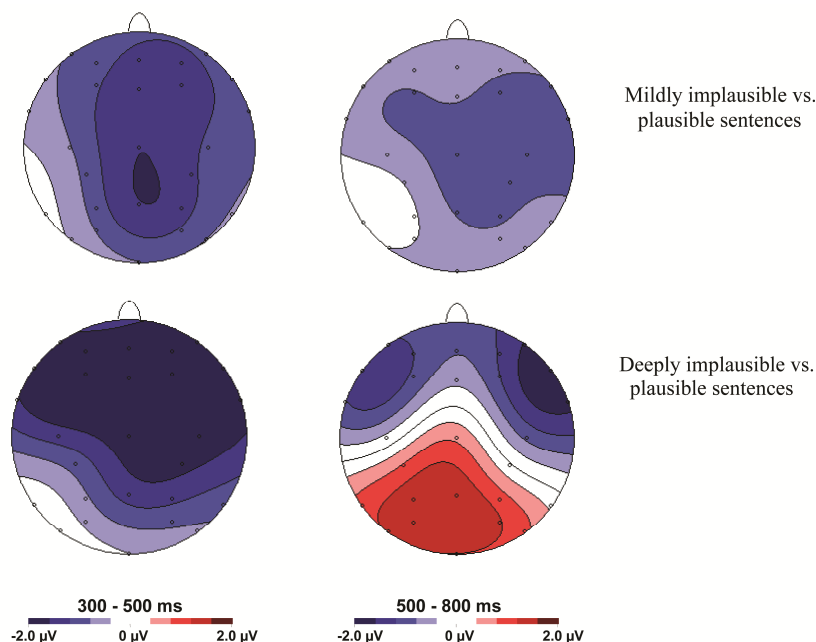 Mildly implausible vs.
plausible sentences
Deeply implausible vs.
plausible sentences
300 - 500 ms
-2.0 µV 0 µV 2.0 µV
500 - 800 ms
-2.0 µV 0 µV 2.0 µV